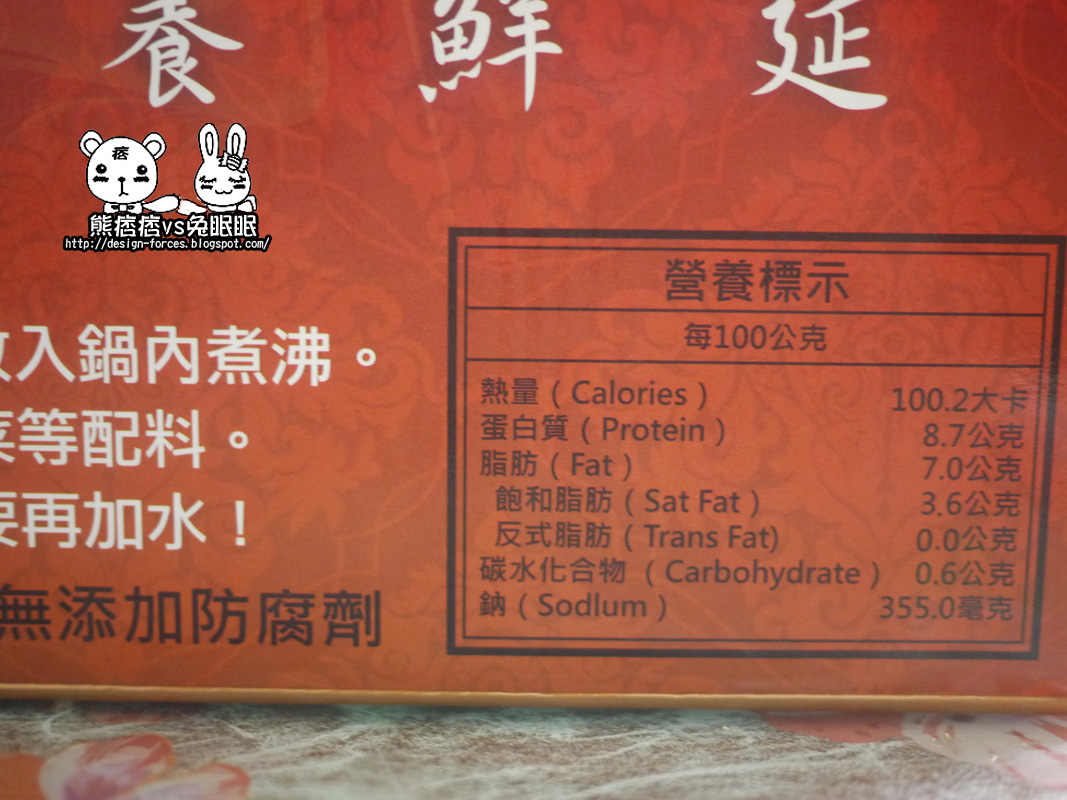 養 鮮 延
痞
熊痞痞vs兔眠眠
http://design-forces.blogspot.com/
入鍋內煮沸。
等配料。
再加水！
無添加防腐劑
營養標示
每100公克
熱量（Calories） 100.2大卡
蛋白質（Protein） 8.7公克
脂肪（Fat） 7.0公克
飽和脂肪（Sat Fat） 3.6公克
反式脂肪（Trans Fat) 0.0公克
碳水化合物 （Carbohydrate） 0.6公克
鈉（Sodlum） 355.0毫克